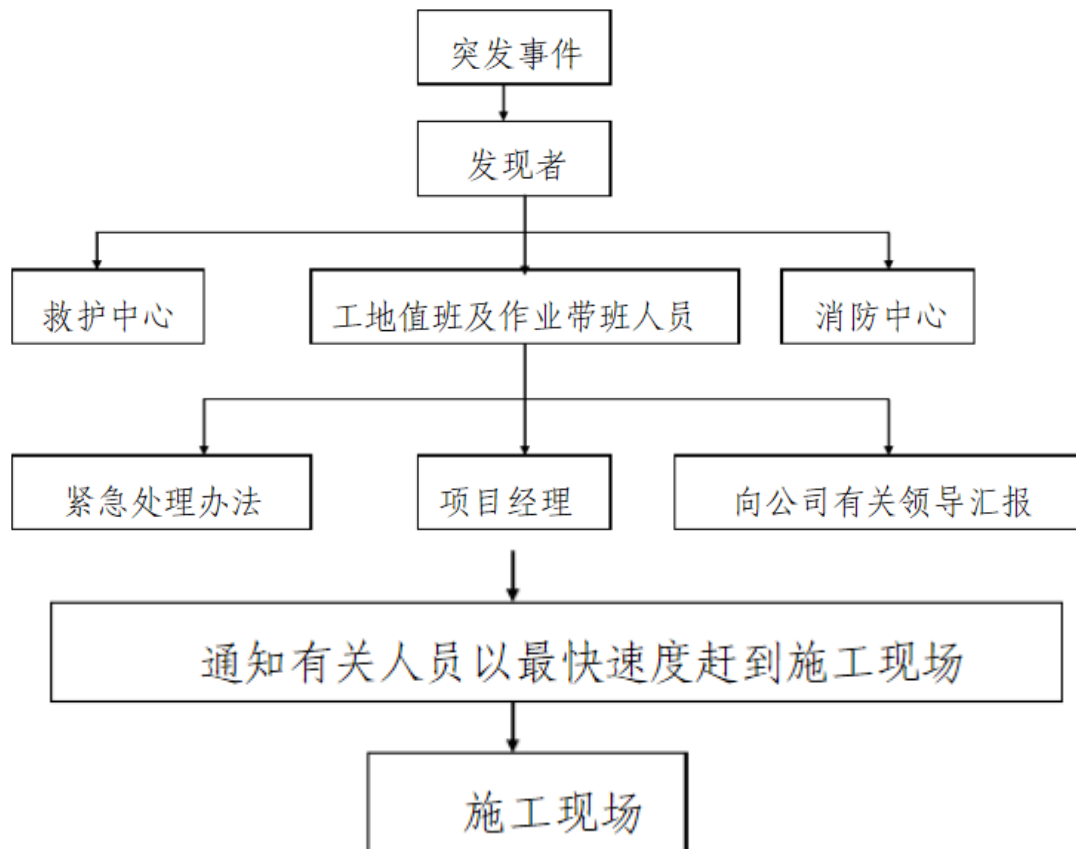 突发事件
发现者
救护中心
工地值班及作业带班人员
消防中心
紧急处理办法
项目经理
向公司有关领导汇报
通知有关人员以最快速度赶到施工现场
施工现场